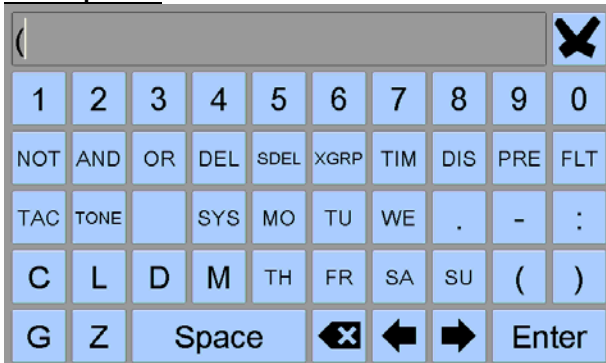 (
1 2 3 4 5 6 7 8 9 0
NOT AND OR DEL SDEL XGRP TIM DIS PRE FLT
TAC TONE SYS MO TU WE . - :
C L D M TH FR SA SU ( )
G Z Space Enter